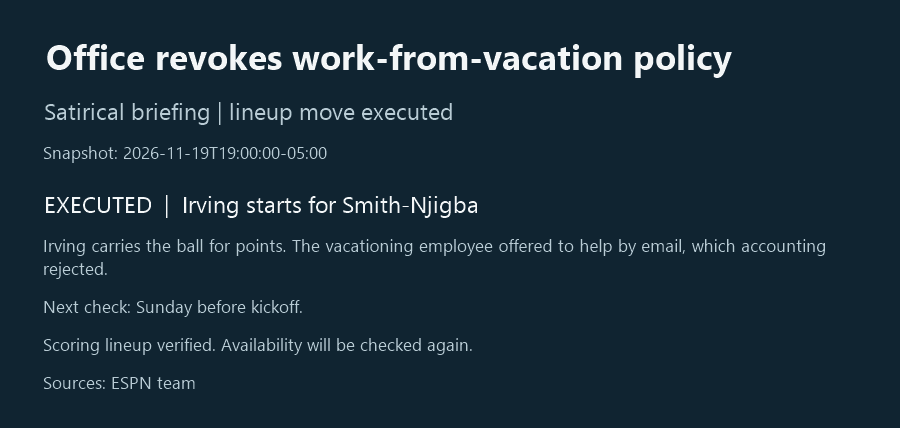 Office revokes work-from-vacation policy
Satirical briefing | lineup move executed
Snapshot: 2026-11-19T19:00:00-05:00
EXECUTED | Irving starts for Smith-Njigba
Irving carries the ball for points. The vacationing employee offered to help by email, which accounting
rejected.
Next check: Sunday before kickoff.
Scoring lineup verified. Availability will be checked again.
Sources: ESPN team